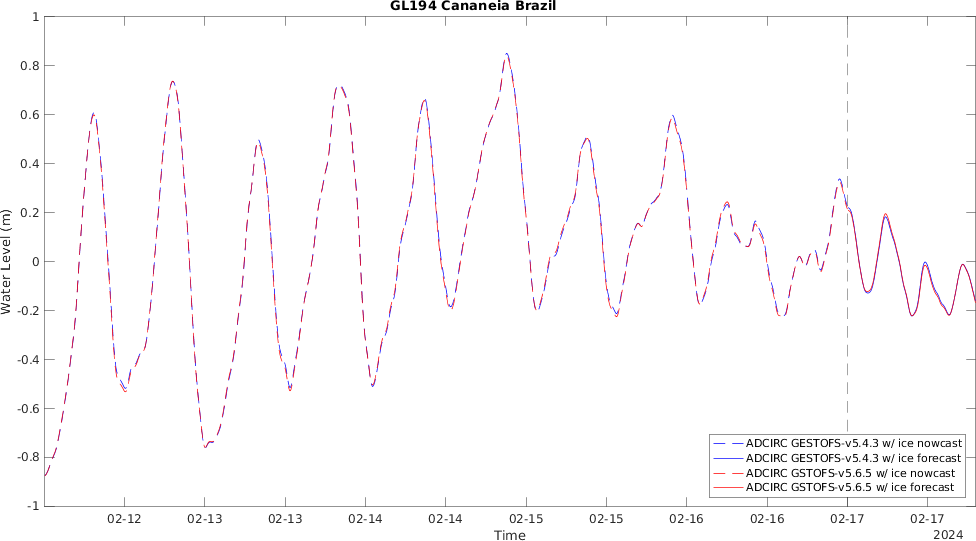 GL194 Cananeia Brazil
1
0.8
0.6
0.4
0.2
0
-0.2
-0.4
-0.6
-0.8
-1
Water Level (m)
ADCIRC GESTOFS-v5.4.3 w/ ice nowcast
ADCIRC GESTOFS-v5.4.3 w/ ice forecast
ADCIRC GSTOFS-v5.6.5 w/ ice nowcast
ADCIRC GSTOFS-v5.6.5 w/ ice forecast
02-12 02-13 02-13 02-14 02-14 02-15 02-15 02-16 02-16 02-17 02-17
Time
2024